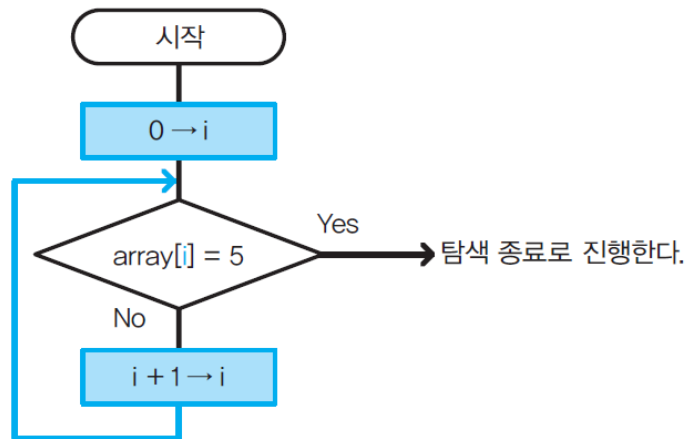 시작
0 → i
array[i] = 5
Yes
탐색 종료로 진행한다.
No
i + 1 → i